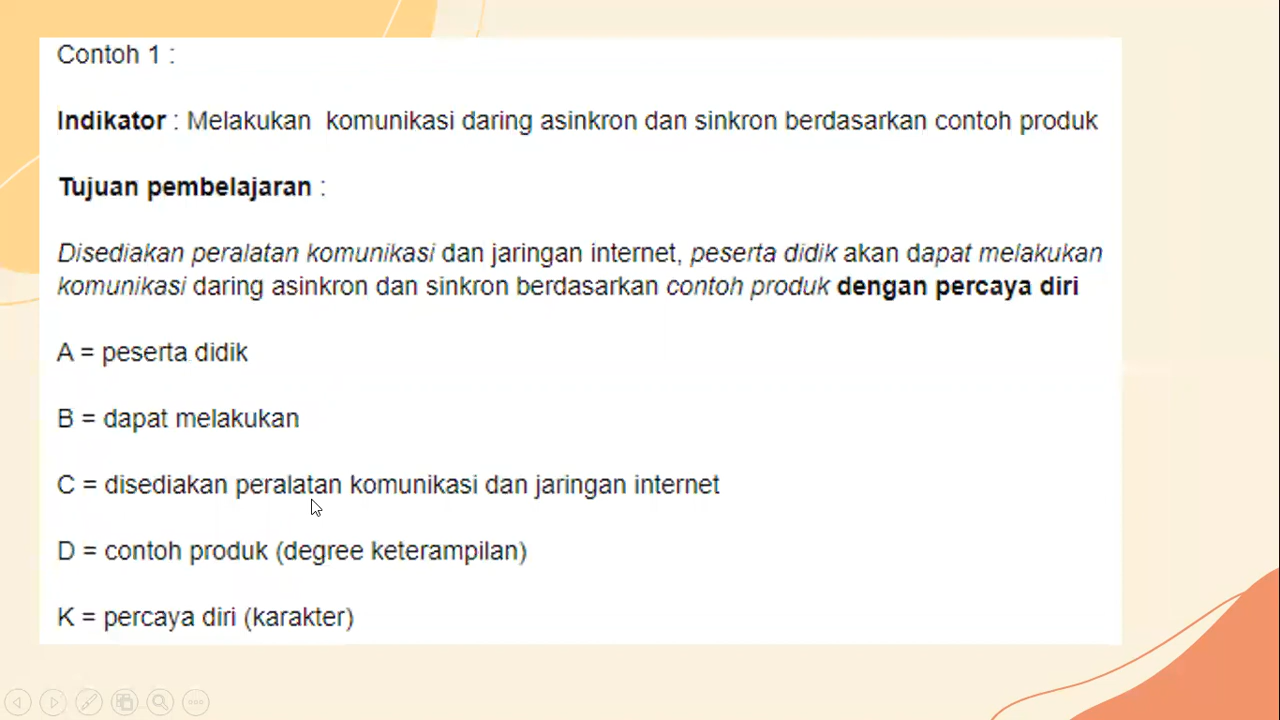 Contoh 1 :
Indikator : Melakukan komunikasi daring asinkron dan sinkron berdasarkan contoh produk
Tujuan pembelajaran :
Disediakan peralatan komunikasi dan jaringan internet, peserta didik akan dapat melakukan
komunikasi daring asinkron dan sinkron berdasarkan contoh produk dengan percaya diri
A = peserta didik
B = dapat melakukan
C = disediakan peralatan komunikasi dan jaringan internet
D = contoh produk (degree keterampilan)
K = percaya diri (karakter)